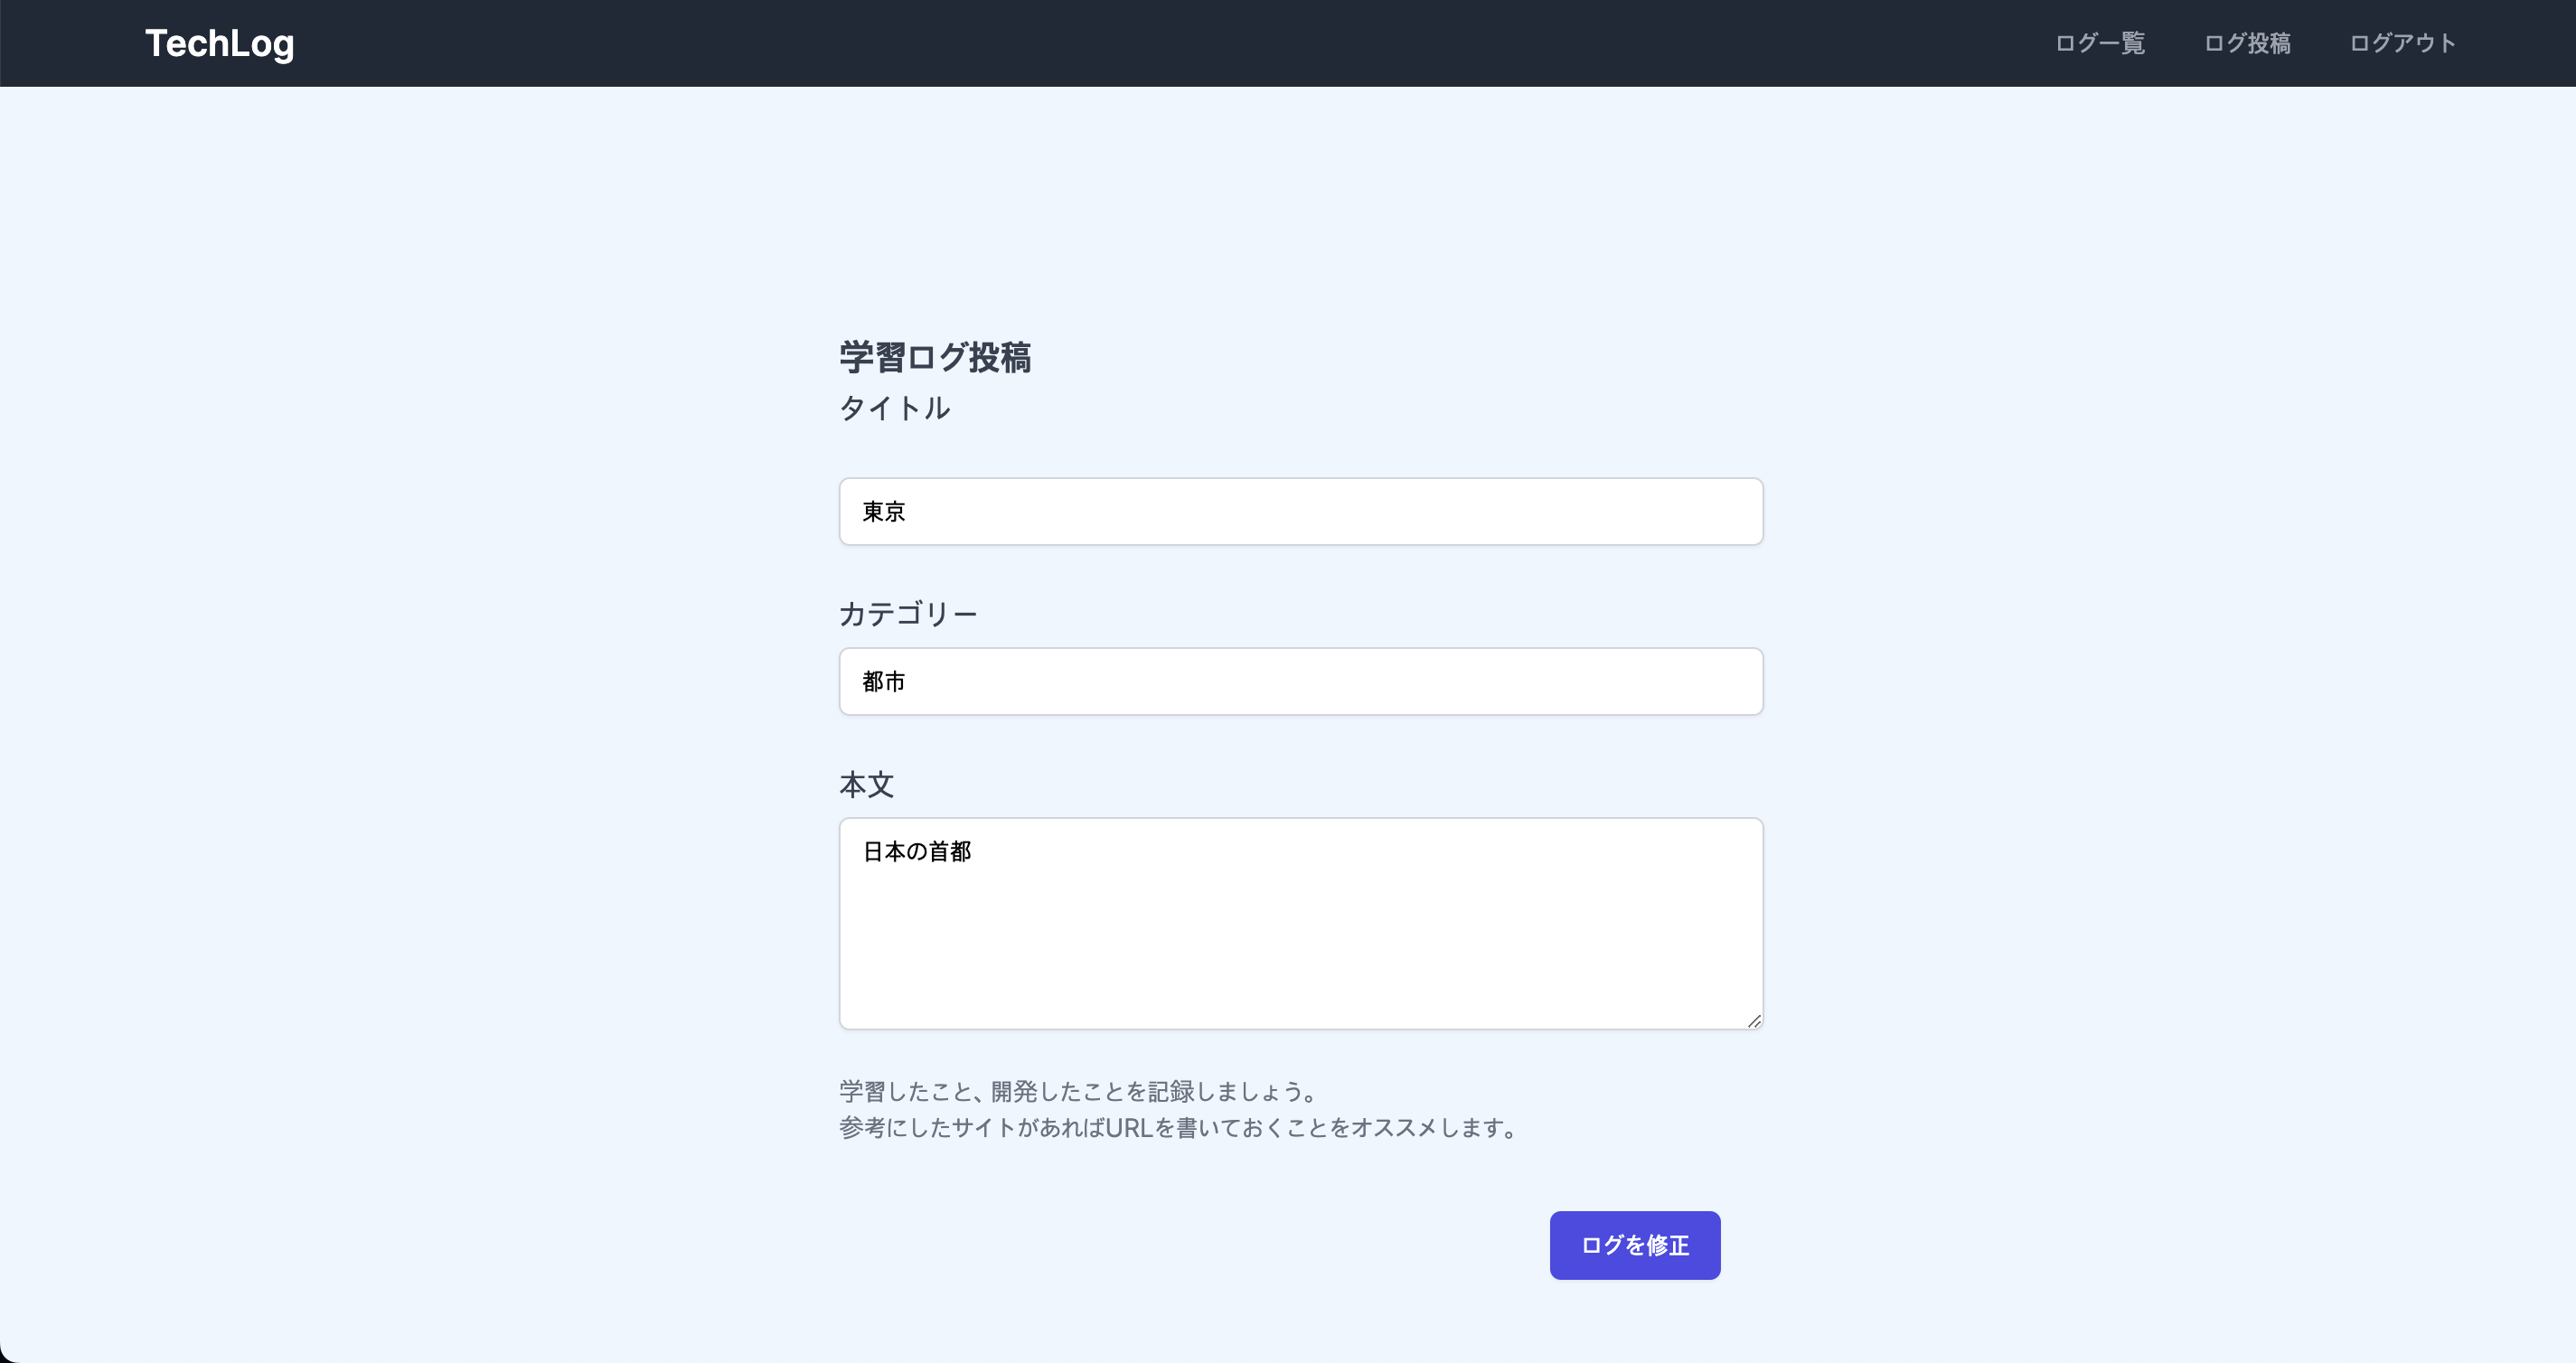 TechLog
ログ一覧 ログ投稿 ログアウト
学習ログ投稿
タイトル
東京
カテゴリー
都市
本文
日本の首都
学習したこと、開発したことを記録しましょう。
参考にしたサイトがあればURLを書いておくことをオススメします。
ログを修正